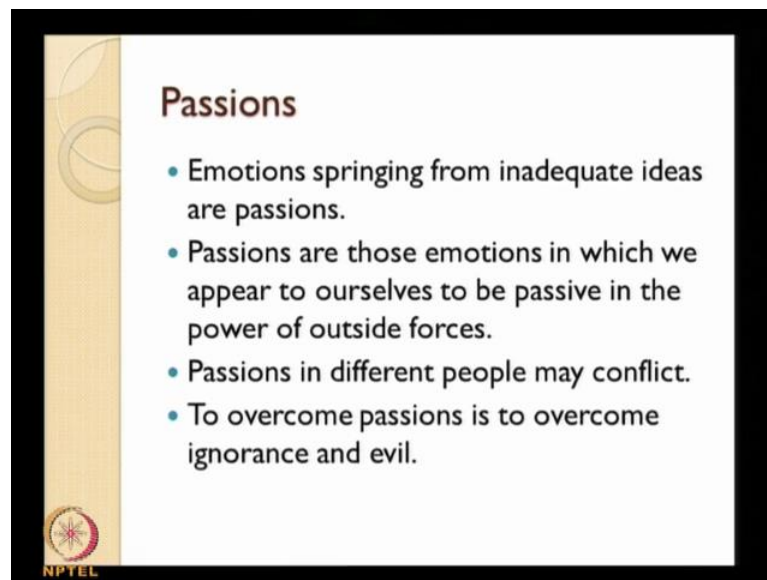 Passions
• Emotions springing from inadequate ideas
are passions.
• Passions are those emotions in which we
appear to ourselves to be passive in the
power of outside forces.
• Passions in different people may conflict.
• To overcome passions is to overcome
ignorance and evil.
NPTEL